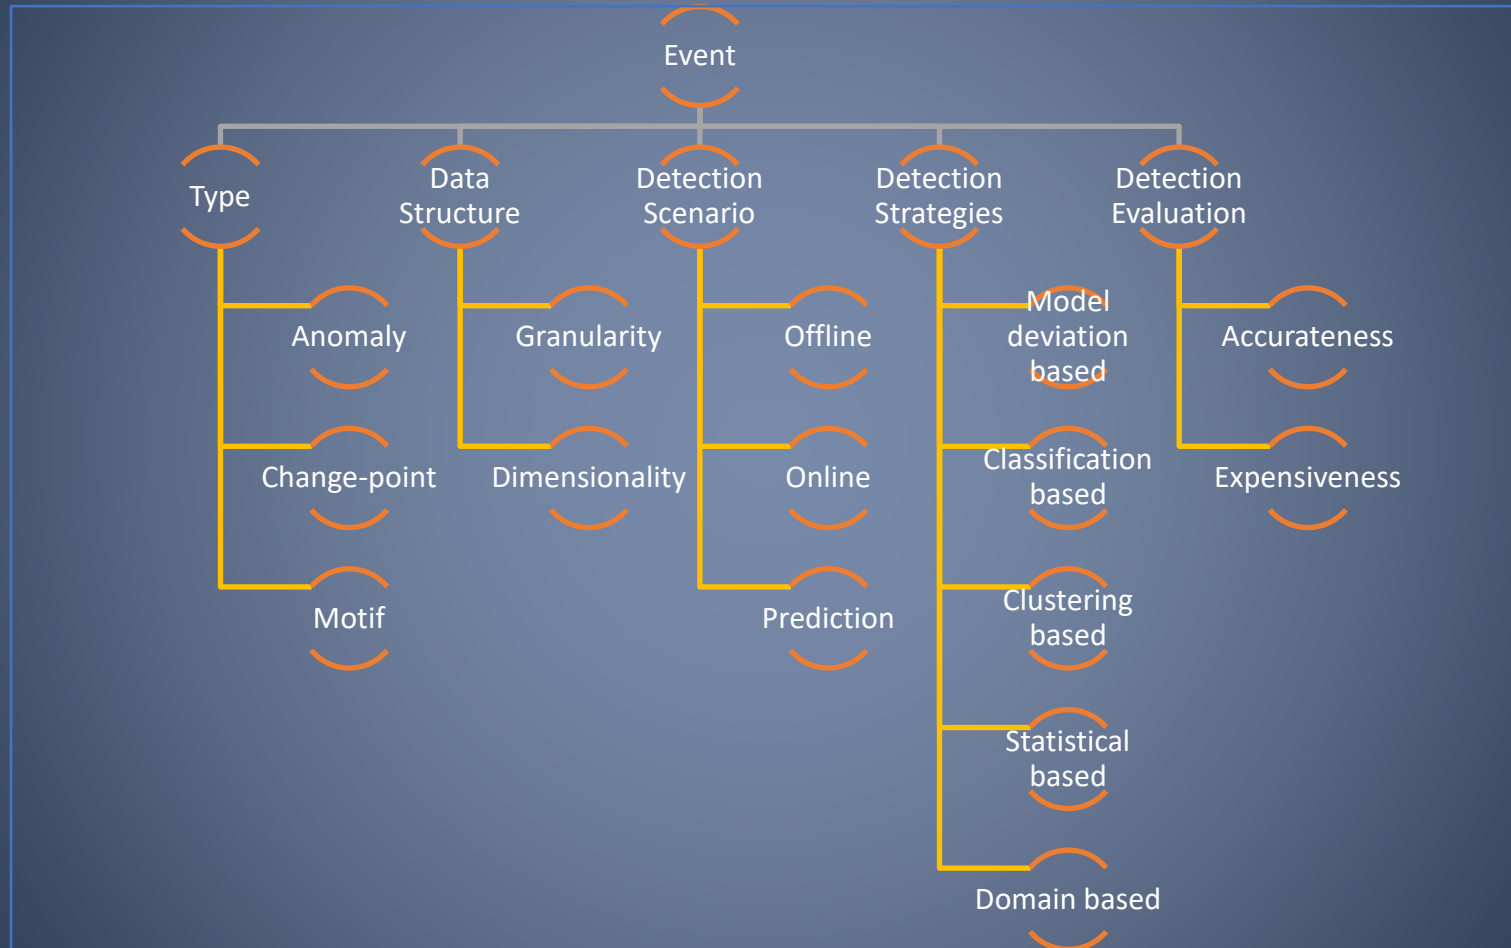 Event
Type
Data
Structure
Detection
Scenario
Detection
Strategies
Detection
Evaluation
Anomaly
Change-point
Motif
Granularity
Dimensionality
Offline
Online
Prediction
Model
deviation
based
Classification
based
Clustering
based
Statistical
based
Domain based
Accurateness
Expensiveness